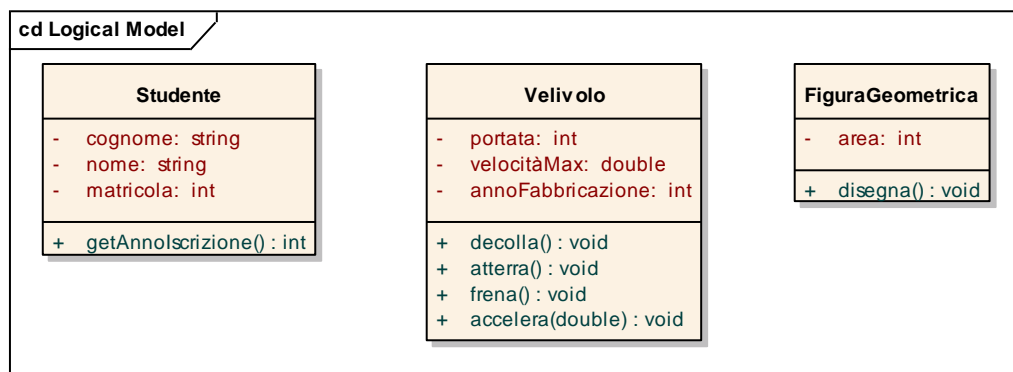 cd Logical Model
Studente
- cognome: string
- nome: string
- matricola: int
+ getAnnoIscrizione() : int
Velivolo
- portata: int
- velocitàMax: double
- annoFabbricazione: int
+ decolla() : void
+ atterra() : void
+ frena() : void
+ accelera(double) : void
FiguraGeometrica
- area: int
+ disegna() : void